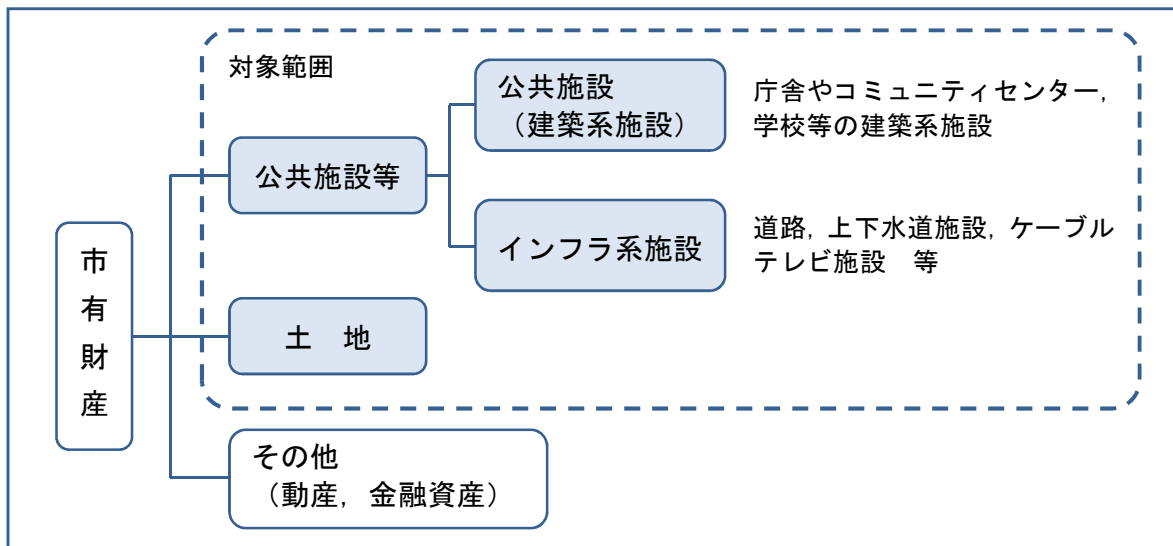 対象範囲
公共施設
（建築系施設）
庁舎やコミュニティセンター，
学校等の建築系施設
公共施設等
インフラ系施設
道路，上下水道施設，ケーブル
テレビ施設　等
市有財産
土　地
その他
（動産，金融資産）